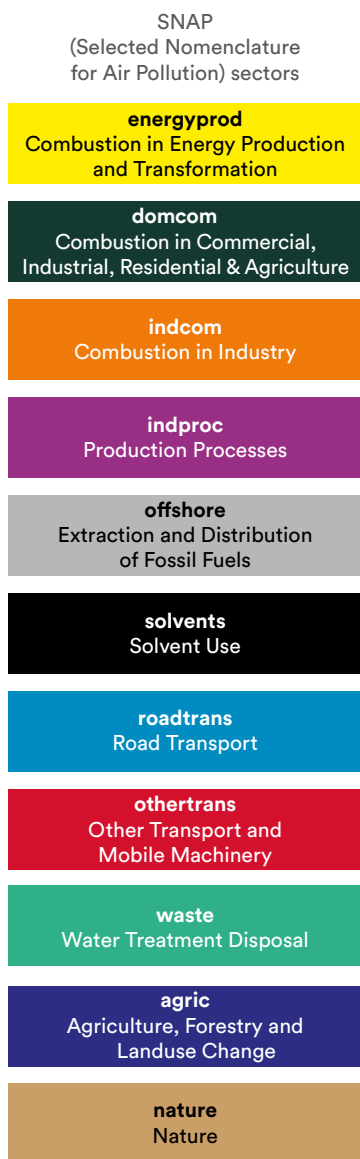 SNAP
(Selected Nomenclature
for Air Pollution) sectors
energyprod
Combustion in Energy Production
and Transformation
domcom
Combustion in Commercial,
Industrial, Residential & Agriculture
indcom
Combustion in Industry
indproc
Production Processes
offshore
Extraction and Distribution
of Fossil Fuels
solvents
Solvent Use
roadtrans
Road Transport
othertrans
Other Transport and
Mobile Machinery
waste
Water Treatment Disposal
agric
Agriculture, Forestry and
Landuse Change
nature
Nature